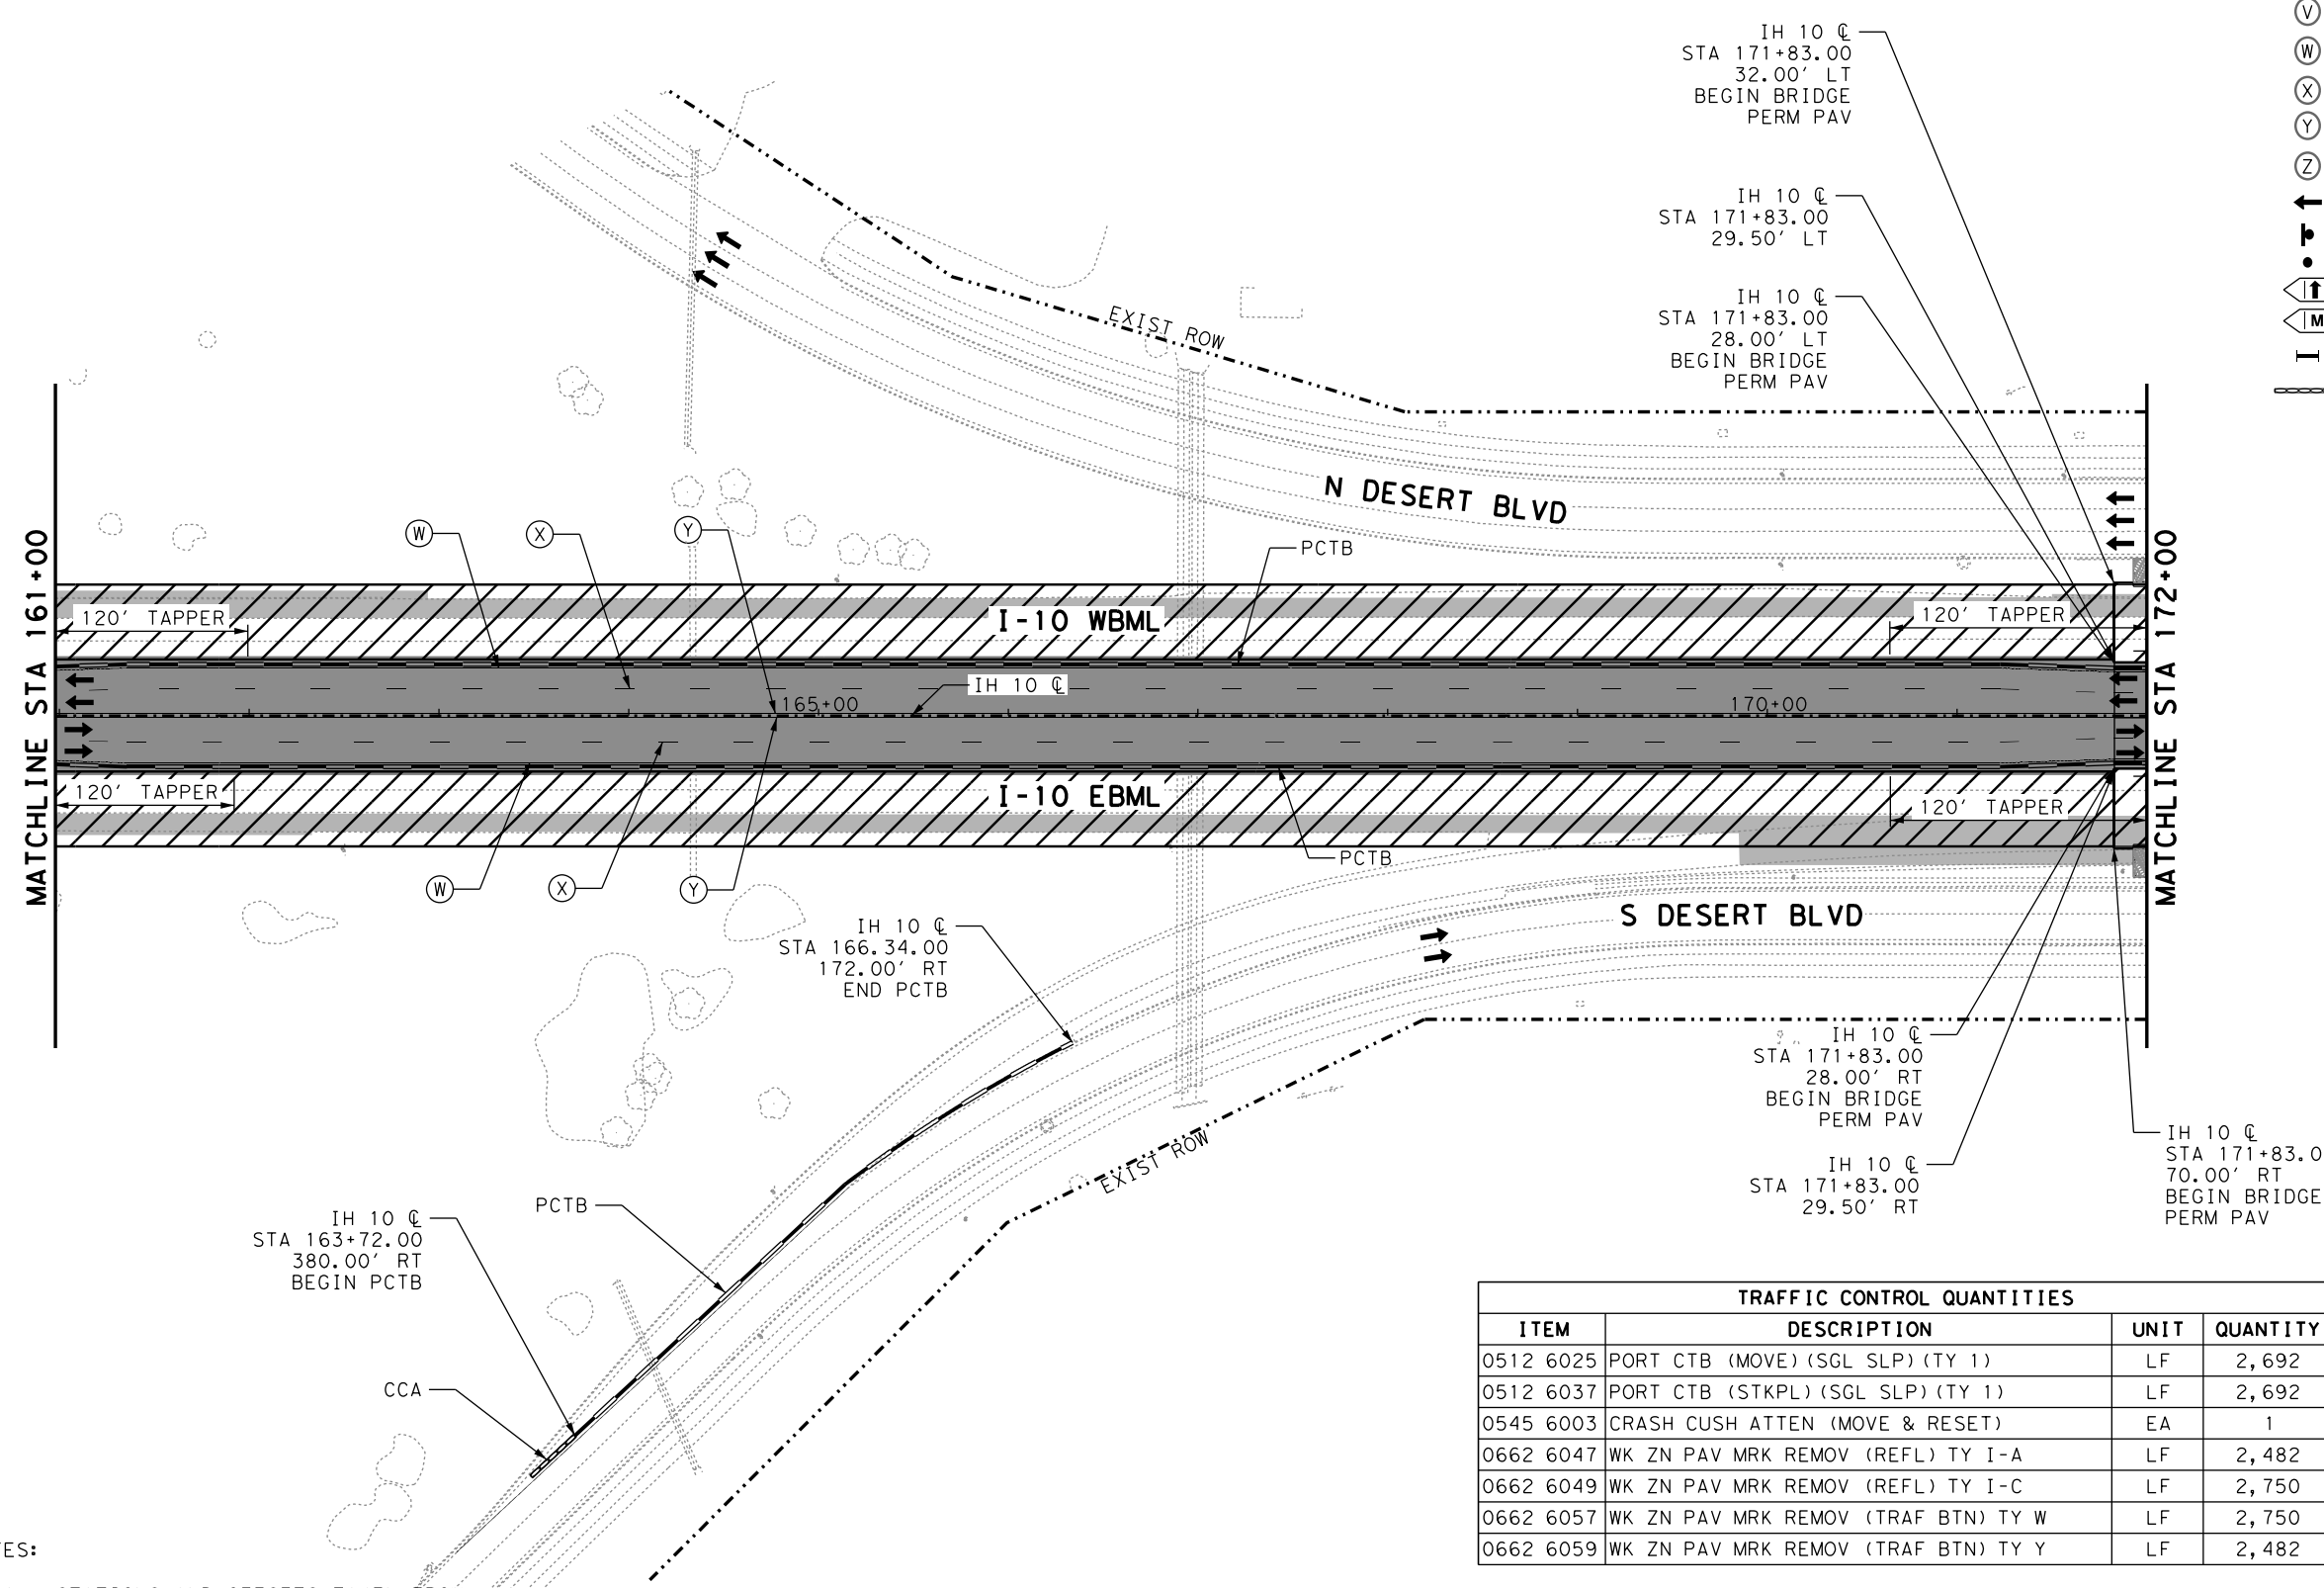 IH 10 ℄
STA 171+83.00
32.00' LT
BEGIN BRIDGE
PERM PAV
V
W
X
Y
Z
M
IH 10 ℄
STA 171+83.00
29.50' LT
IH 10 ℄
STA 171+83.00
28.00' LT
BEGIN BRIDGE
PERM PAV
EXIST ROW
N DESERT BLVD
MATCHLINE STA 161+00
MATCHLINE STA 172+00
W
X
Y
PCTB
120' TAPPER
I-10 WBML
120' TAPPER
IH 10 ℄
165+00
170+00
120' TAPPER
I-10 EBML
120' TAPPER
PCTB
W
X
Y
S DESERT BLVD
IH 10 ℄
STA 166.34.00
172.00' RT
END PCTB
IH 10 ℄
STA 171+83.00
28.00' RT
BEGIN BRIDGE
PERM PAV
EXIST ROW
IH 10 ℄
STA 171+83.00
29.50' RT
IH 10 ℄
STA 171+83.0
70.00' RT
BEGIN BRIDGE
PERM PAV
PCTB
IH 10 ℄
STA 163+72.00
380.00' RT
BEGIN PCTB
CCA
TRAFFIC CONTROL QUANTITIES
ITEM DESCRIPTION UNIT QUANTITY
0512 6025 PORT CTB (MOVE)(SGL SLP)(TY 1) LF 2,692
0512 6037 PORT CTB (STKPL)(SGL SLP)(TY 1) LF 2,692
0545 6003 CRASH CUSH ATTEN (MOVE & RESET) EA 1
0662 6047 WK ZN PAV MRK REMOV (REFL) TY I-A LF 2,482
0662 6049 WK ZN PAV MRK REMOV (REFL) TY I-C LF 2,750
0662 6057 WK ZN PAV MRK REMOV (TRAF BTN) TY W LF 2,750
0662 6059 WK ZN PAV MRK REMOV (TRAF BTN) TY Y LF 2,482
ES: